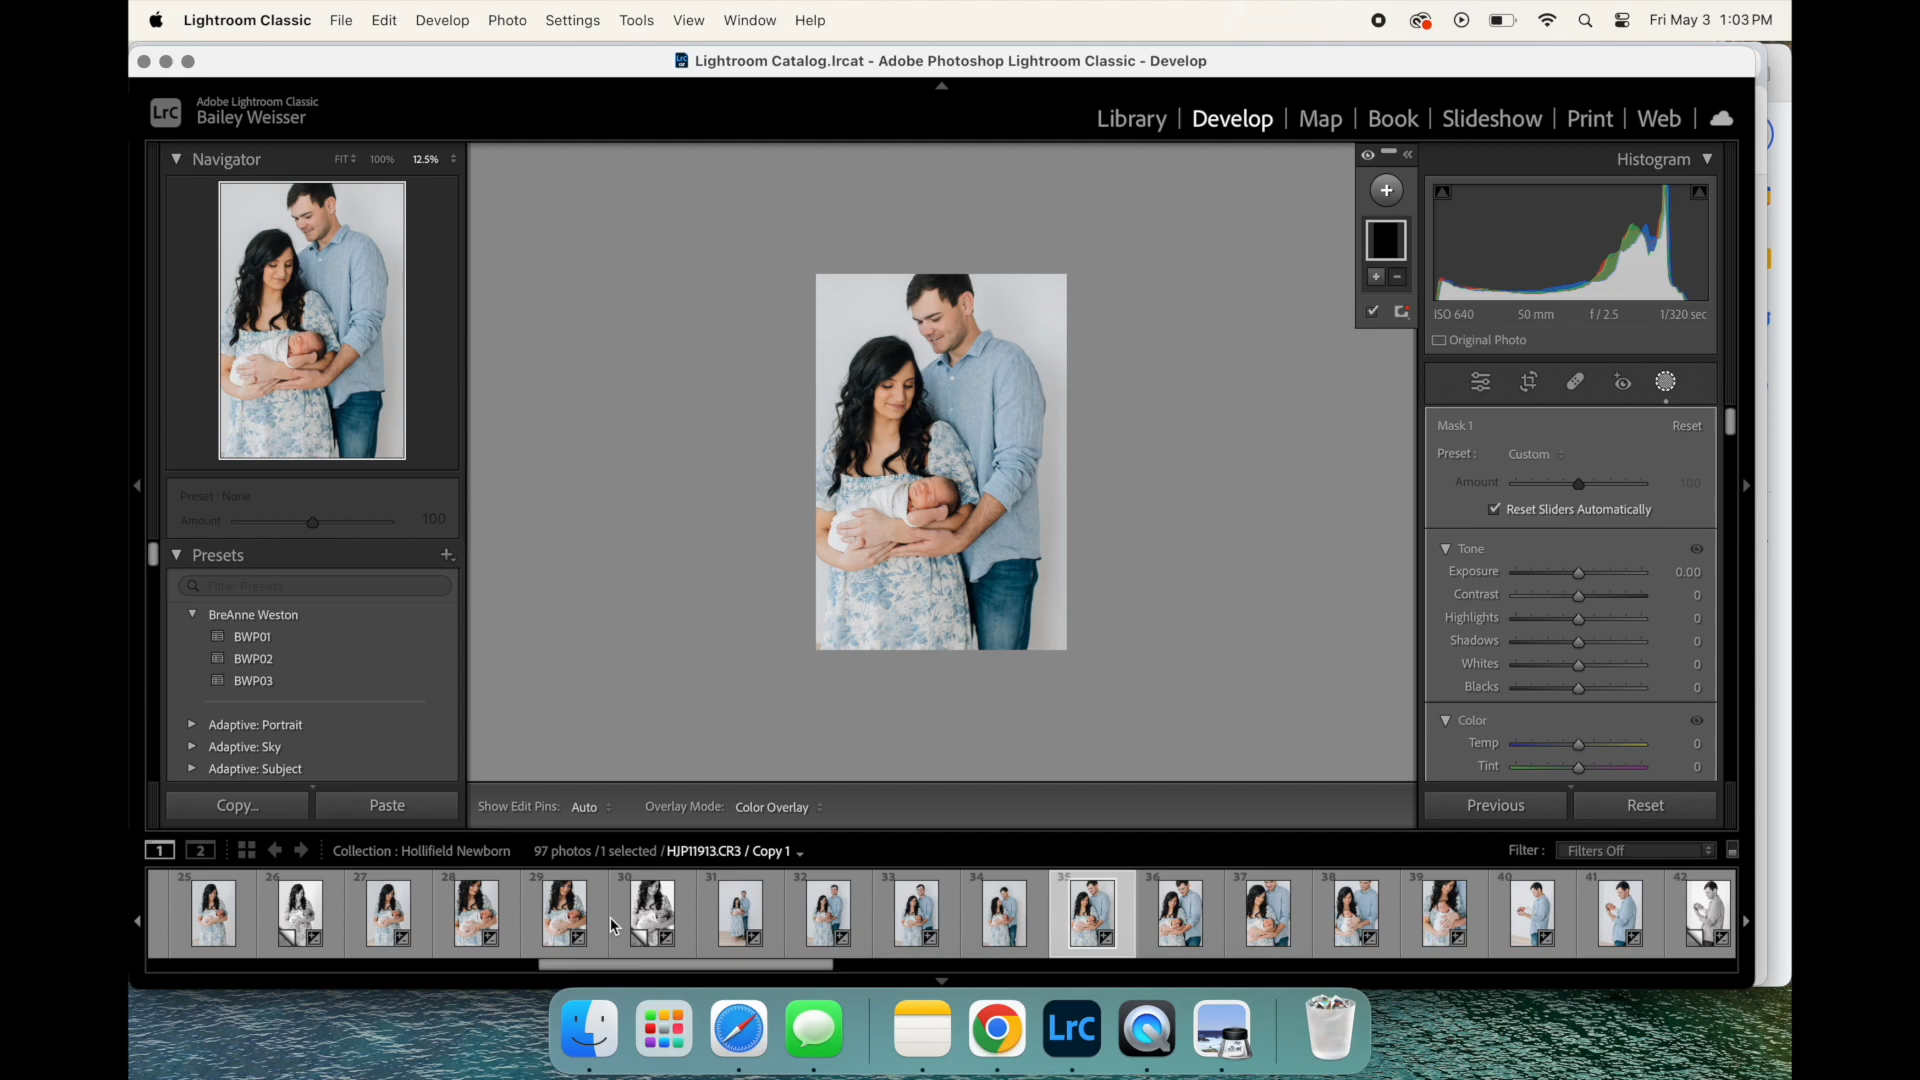 Lightroom Classic File Edit Develop Photo Settings Tools View Window Help Fri May 3 1:03 PM
Lightroom Catalog.lrcat - Adobe Photoshop Lightroom Classic - Develop
LrC Adobe Lightroom Classic
Bailey Weisser
Library | Develop | Map | Book | Slideshow | Print | Web |
Navigator FIT 100% 12.5%
Histogram
ISO 640 50 mm f / 2.5 1/320 sec
Original Photo
Mask 1 Reset
Preset : Custom
Amount 100
Reset Sliders Automatically
Preset : None
Amount 100
Presets
Filter Presets
BreAnne Weston
BWP01
BWP02
BWP03
Adaptive: Portrait
Adaptive: Sky
Adaptive: Subject
Tone
Exposure 0.00
Contrast 0
Highlights 0
Shadows 0
Whites 0
Blacks 0
Color
Temp 0
Tint 0
Copy... Paste
Show Edit Pins: Auto Overlay Mode: Color Overlay
Previous Reset
1 2 Collection : Hollifield Newborn 97 photos / 1 selected / HJP11913.CR3 / Copy 1 Filter : Filters Off
25 26 27 28 29 30 31 32 33 34 35 36 37 38 39 40 41 42
LrC